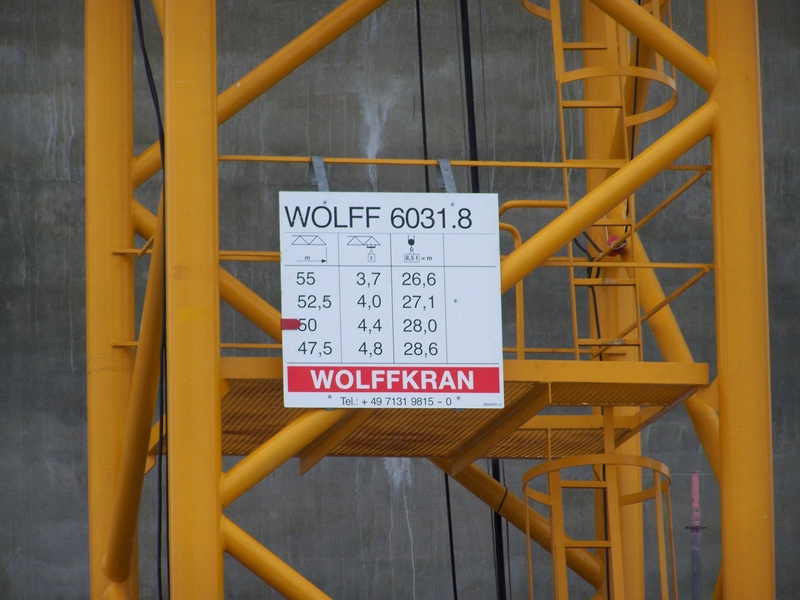 WOLFF 6031.8
m t 8,5 t = m
55 3,7 26,6
52,5 4,0 27,1
50 4,4 28,0
47,5 4,8 28,6
WOLFFKRAN
Tel.: + 49 7131 9815 - 0